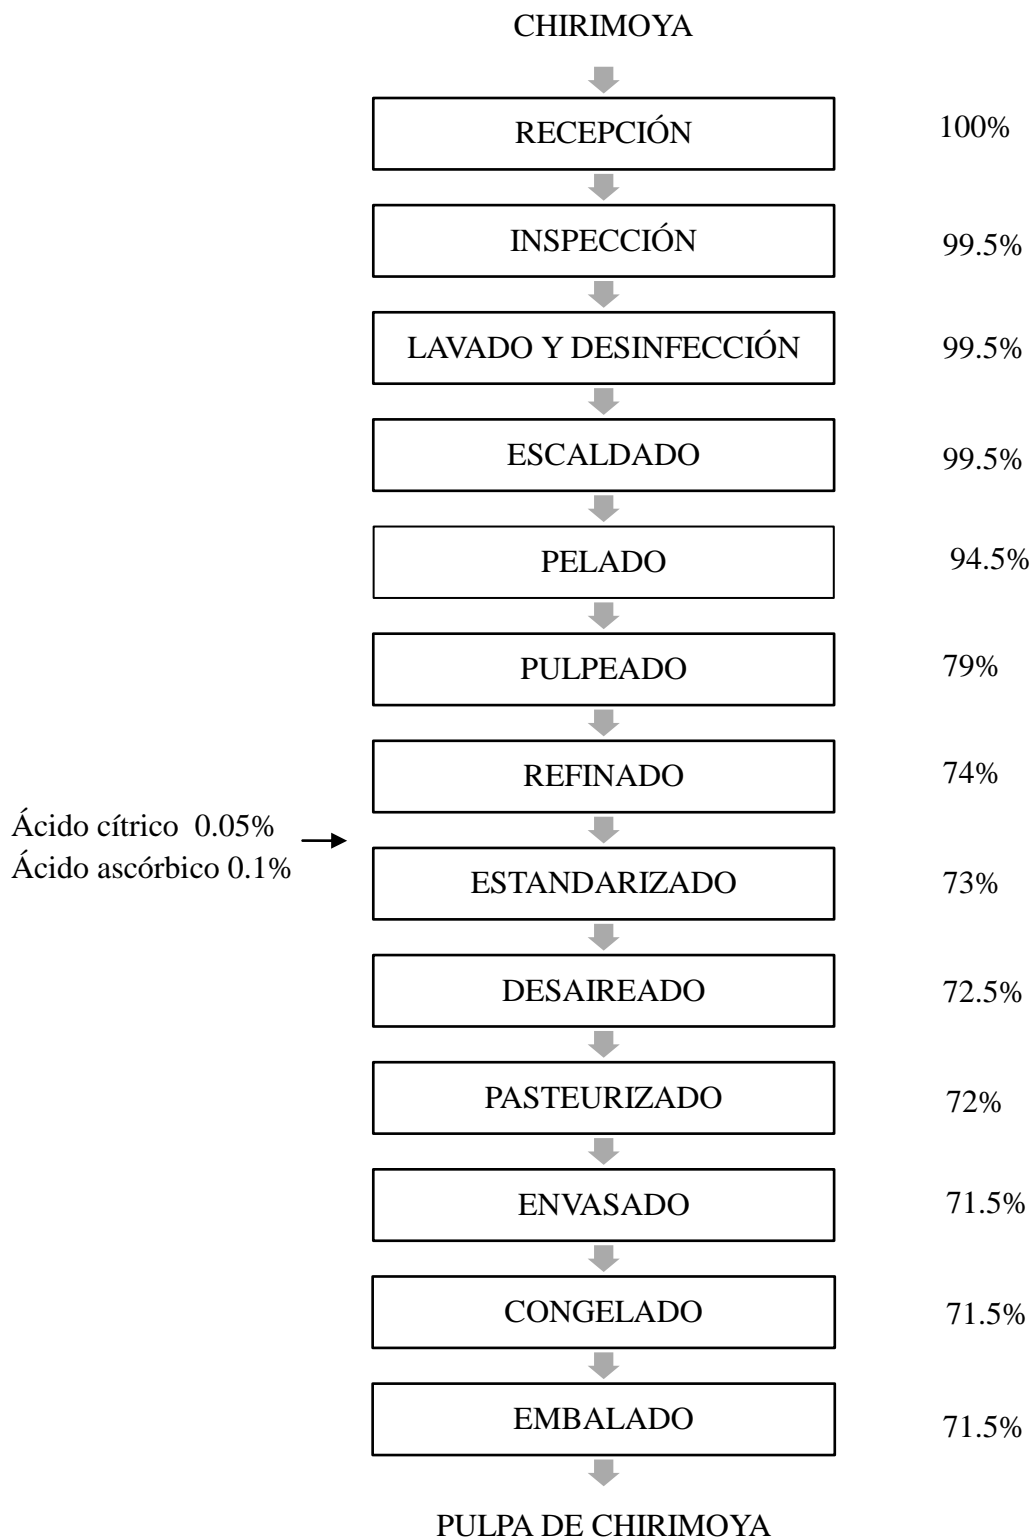 CHIRIMOYA
RECEPCIÓN
100%
INSPECCIÓN
99.5%
LAVADO Y DESINFECCIÓN
99.5%
ESCALDADO
99.5%
PELADO
94.5%
PULPEADO
79%
REFINADO
74%
Ácido cítrico  0.05%
Ácido ascórbico 0.1%
ESTANDARIZADO
73%
DESAIREADO
72.5%
PASTEURIZADO
72%
ENVASADO
71.5%
CONGELADO
71.5%
EMBALADO
71.5%
PULPA DE CHIRIMOYA